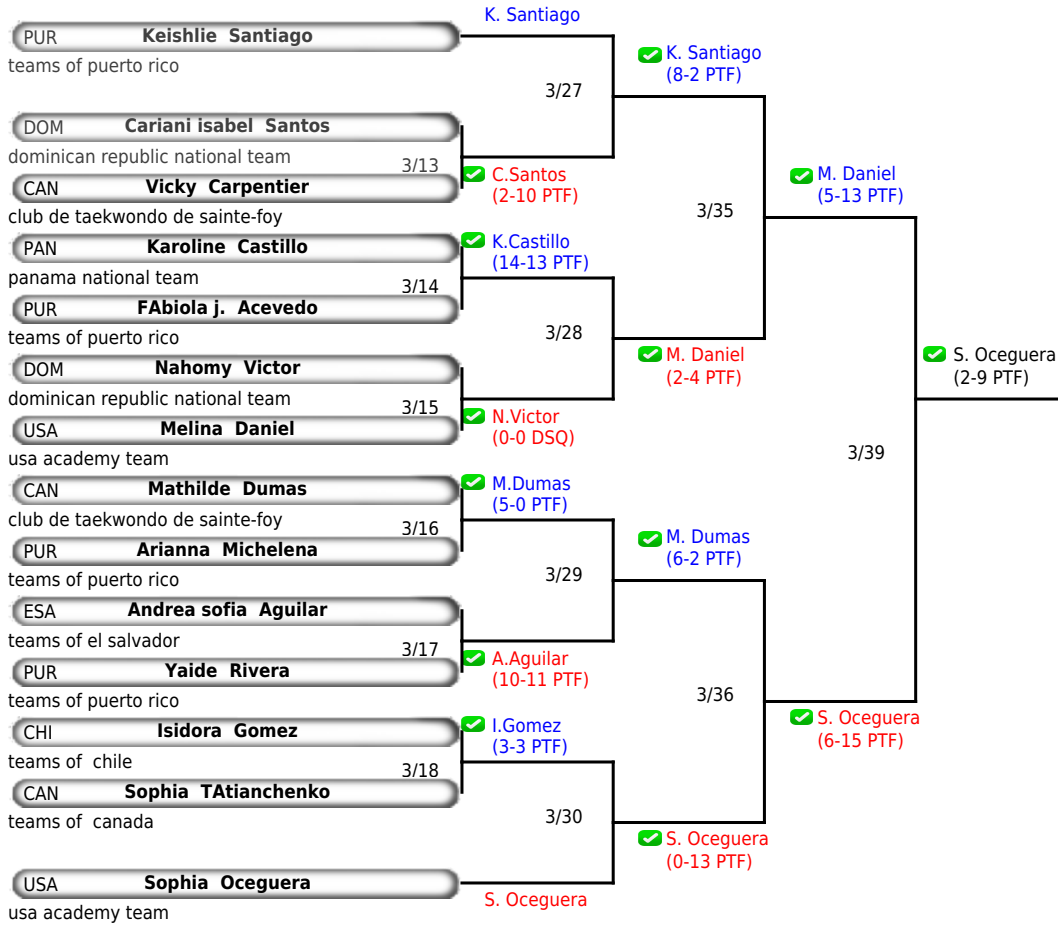 K. Santiago
PUR Keishlie Santiago
teams of puerto rico
K. Santiago
(8-2 PTF)
3/27
DOM Cariani isabel Santos
dominican republic national team
3/13
C.Santos
(2-10 PTF)
CAN Vicky Carpentier
club de taekwondo de sainte-foy
M. Daniel
(5-13 PTF)
3/35
PAN Karoline Castillo
panama national team
K.Castillo
(14-13 PTF)
3/14
PUR FAbiola j. Acevedo
teams of puerto rico
3/28
M. Daniel
(2-4 PTF)
S. Oceguera
(2-9 PTF)
DOM Nahomy Victor
dominican republic national team
3/15
N.Victor
(0-0 DSQ)
USA Melina Daniel
usa academy team
3/39
CAN Mathilde Dumas
club de taekwondo de sainte-foy
M.Dumas
(5-0 PTF)
3/16
PUR Arianna Michelena
teams of puerto rico
M. Dumas
(6-2 PTF)
3/29
ESA Andrea sofia Aguilar
teams of el salvador
3/17
A.Aguilar
(10-11 PTF)
PUR Yaide Rivera
teams of puerto rico
3/36
S. Oceguera
(6-15 PTF)
CHI Isidora Gomez
teams of chile
I.Gomez
(3-3 PTF)
3/18
CAN Sophia TAtianchenko
teams of canada
3/30
S. Oceguera
(0-13 PTF)
USA Sophia Oceguera
usa academy team
S. Oceguera